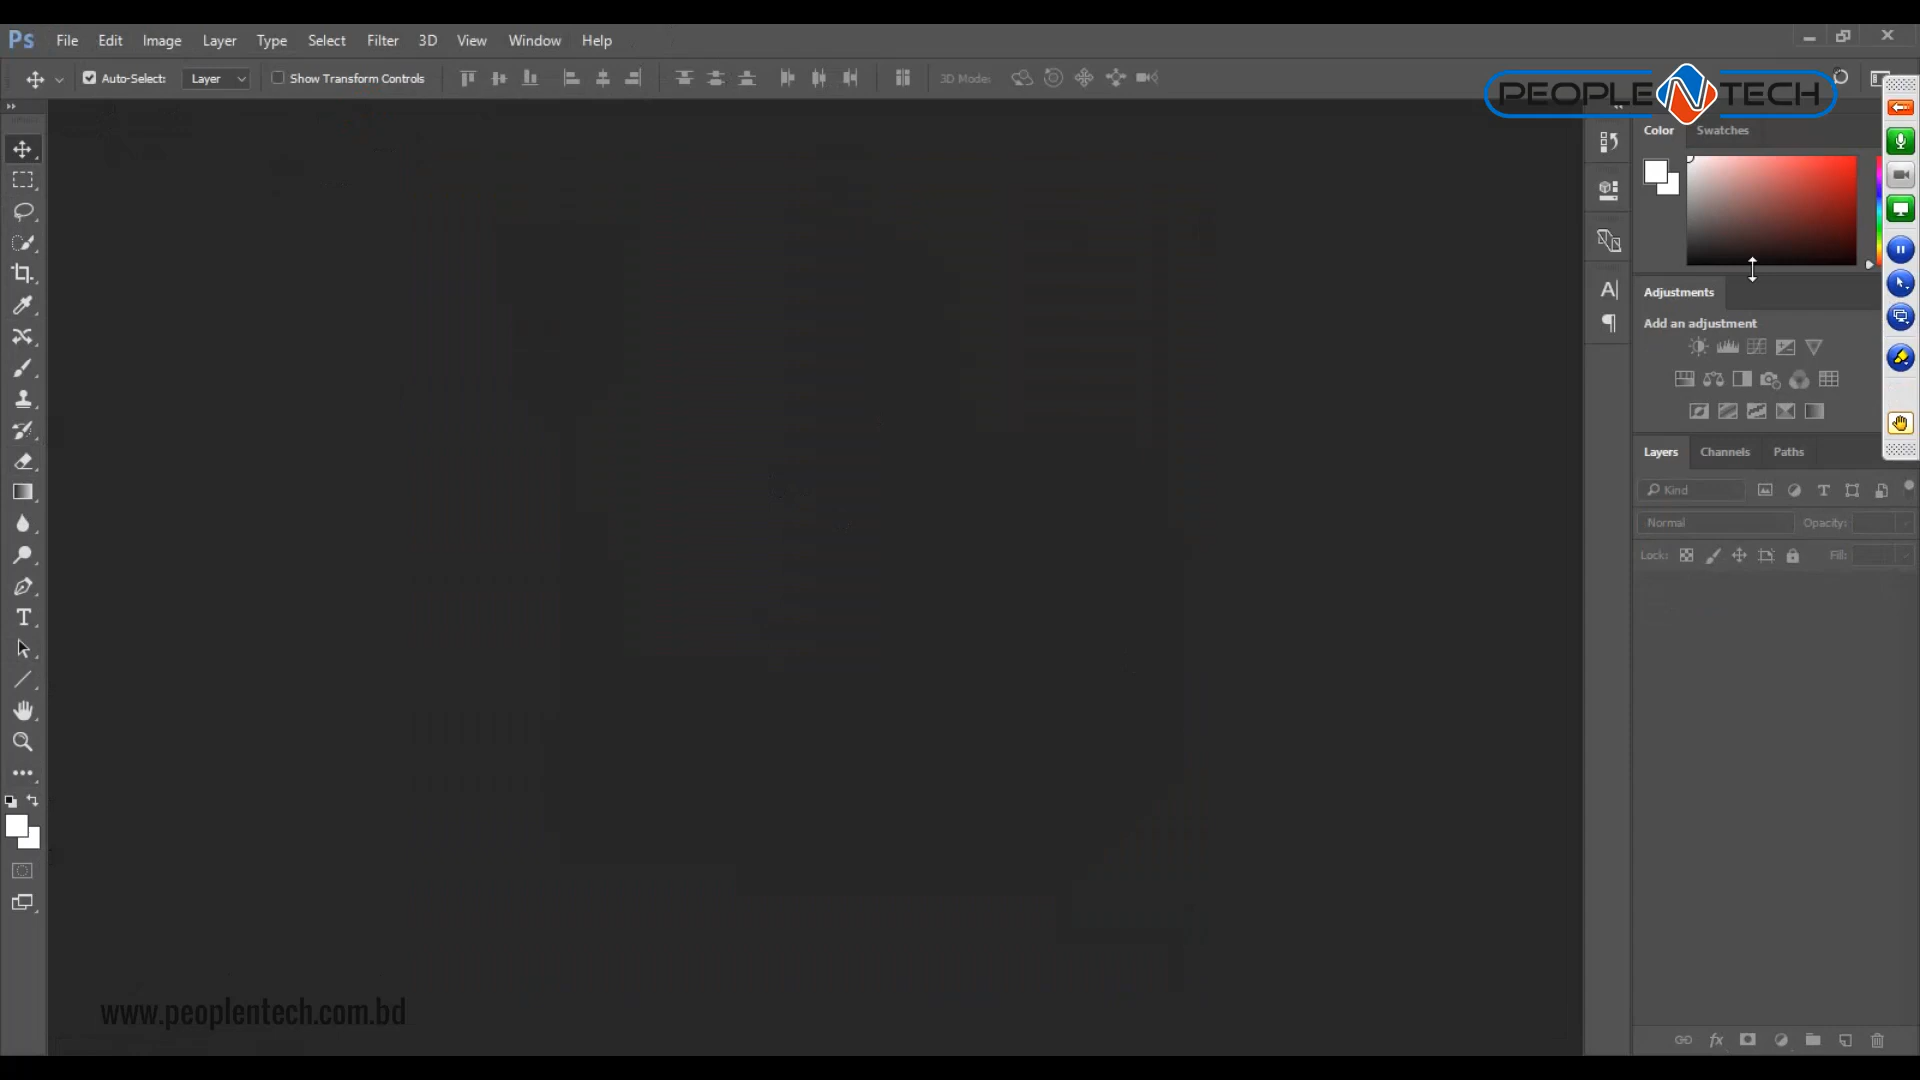 Ps File Edit Image Layer Type Select Filter 3D View Window Help
Auto-Select: Layer Show Transform Controls 3D Mode:
PEOPLE N TECH
Color Swatches
Adjustments
Add an adjustment
Layers Channels Paths
Kind
Normal Opacity:
Lock: Fill:
www.peoplentech.com.bd